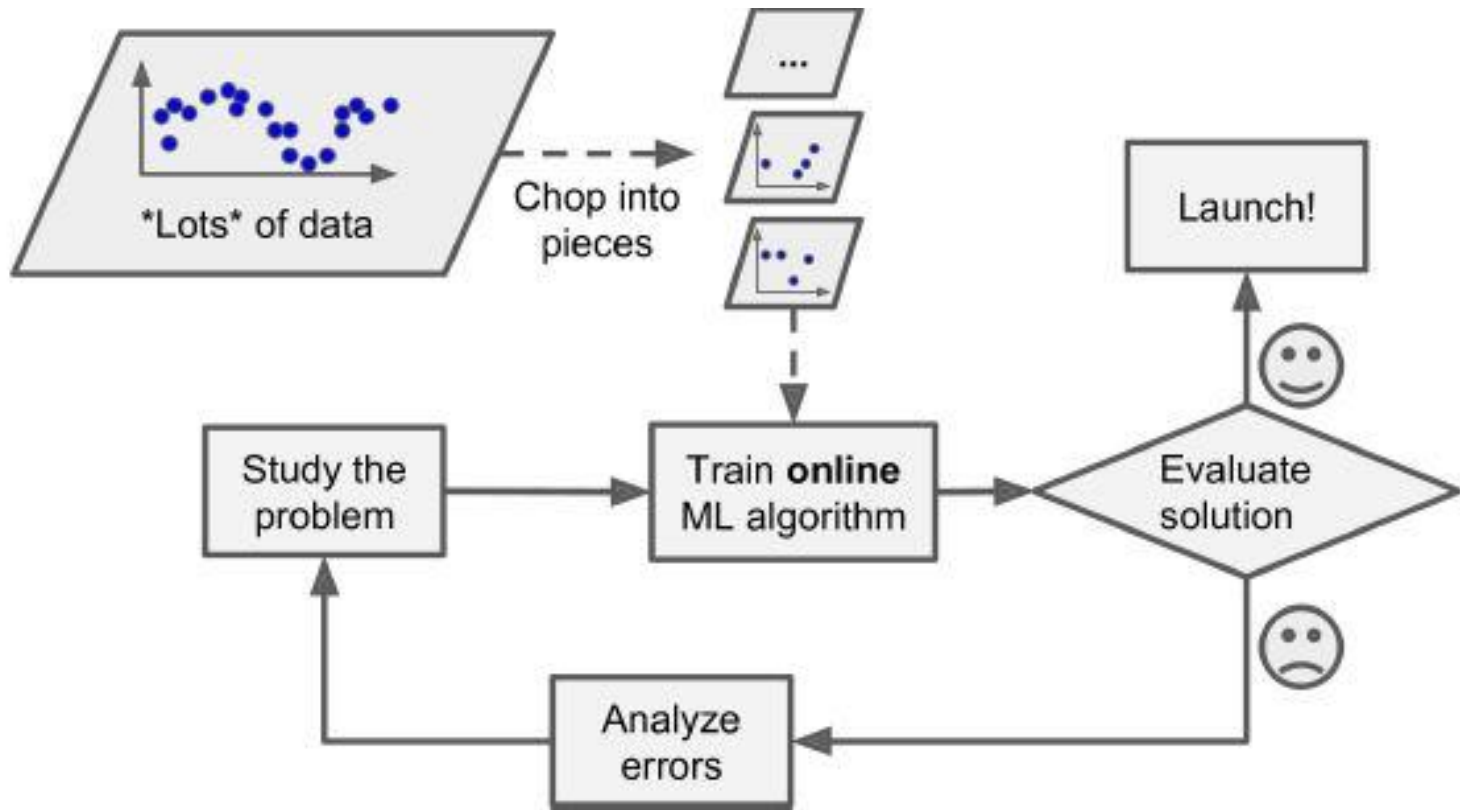 ...
*Lots* of data
Chop into
pieces
Launch!
Study the
problem
Train online
ML algorithm
Evaluate
solution
Analyze
errors